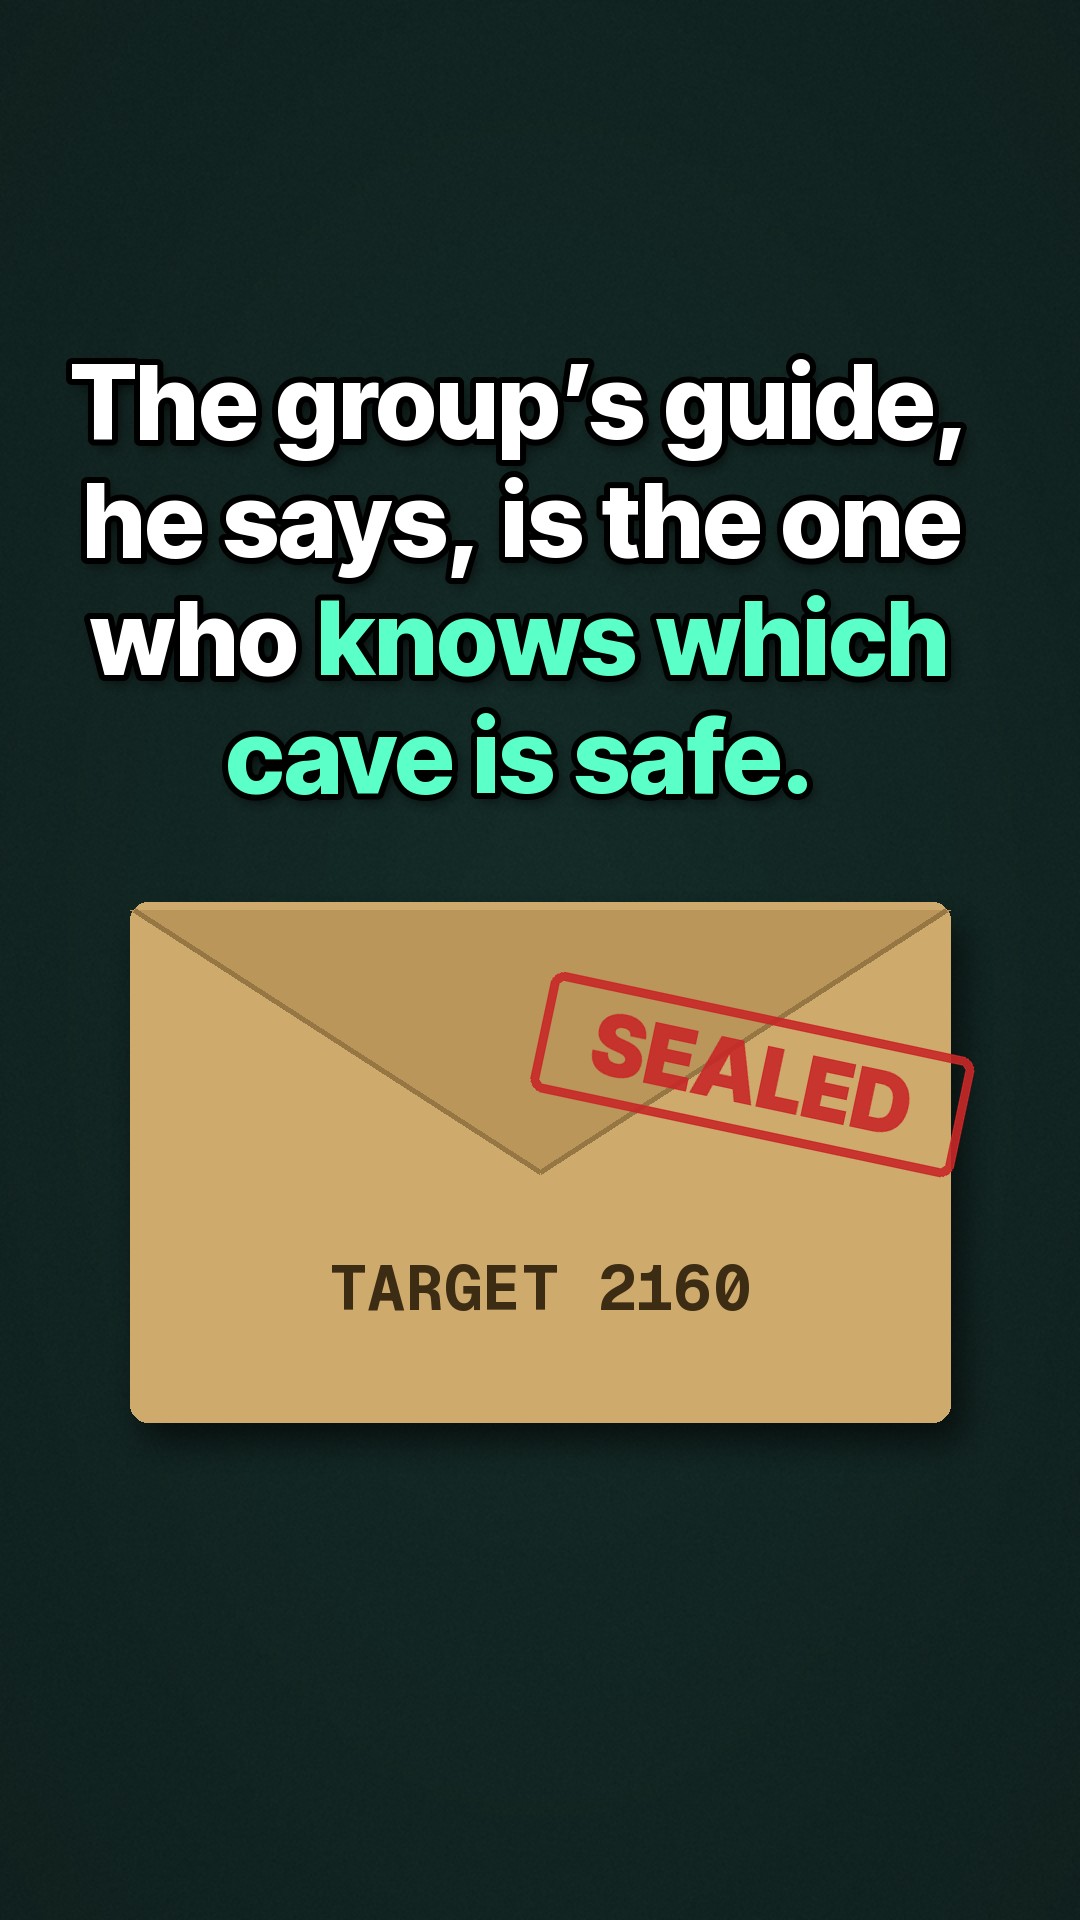 The group’s guide,
he says, is the one
who knows which
cave is safe.
SEALED
TARGET 2160